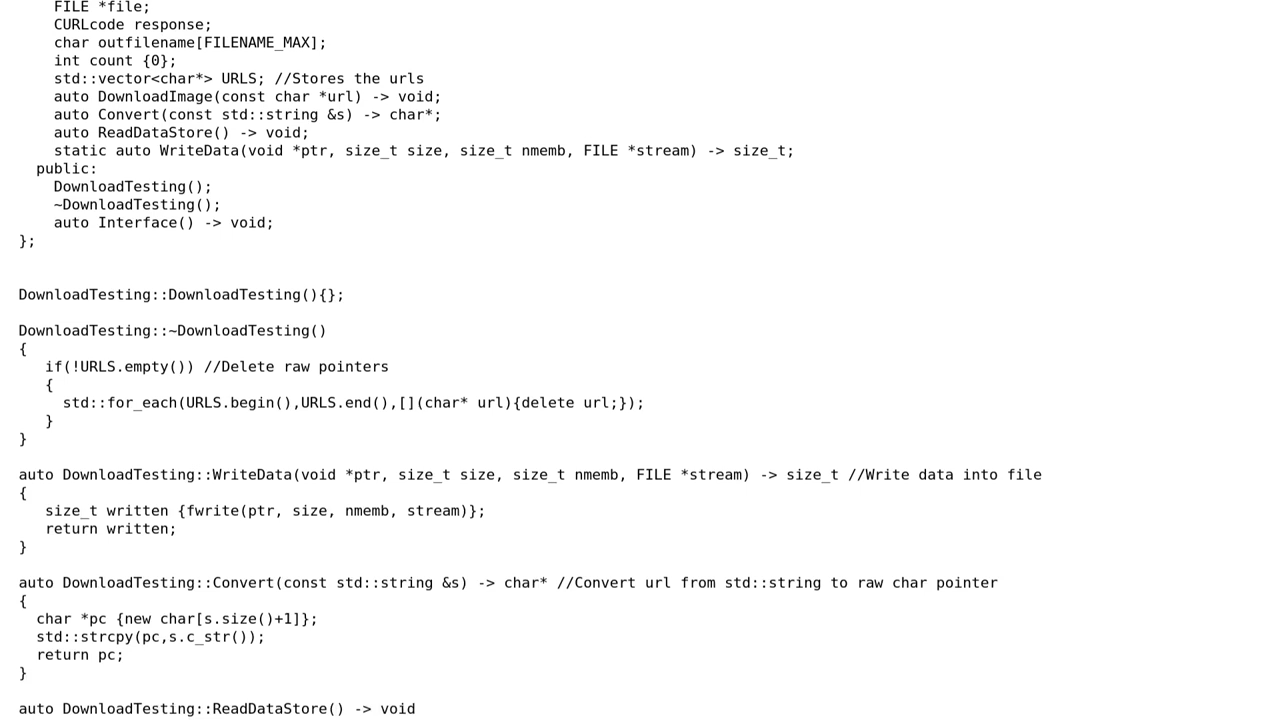 FILE *file;
CURLcode response;
char outfilename[FILENAME_MAX];
int count {0};
std::vector<char*> URLS; //Stores the urls
auto DownloadImage(const char *url) -> void;
auto Convert(const std::string &s) -> char*;
auto ReadDataStore() -> void;
static auto WriteData(void *ptr, size_t size, size_t nmemb, FILE *stream) -> size_t;
public:
DownloadTesting();
~DownloadTesting();
auto Interface() -> void;
};
DownloadTesting::DownloadTesting(){};
DownloadTesting::~DownloadTesting()
{
if(!URLS.empty()) //Delete raw pointers
{
std::for_each(URLS.begin(),URLS.end(),[](char* url){delete url;});
}
}
auto DownloadTesting::WriteData(void *ptr, size_t size, size_t nmemb, FILE *stream) -> size_t //Write data into file
{
size_t written {fwrite(ptr, size, nmemb, stream)};
return written;
}
auto DownloadTesting::Convert(const std::string &s) -> char* //Convert url from std::string to raw char pointer
{
char *pc {new char[s.size()+1]};
std::strcpy(pc,s.c_str());
return pc;
}
auto DownloadTesting::ReadDataStore() -> void